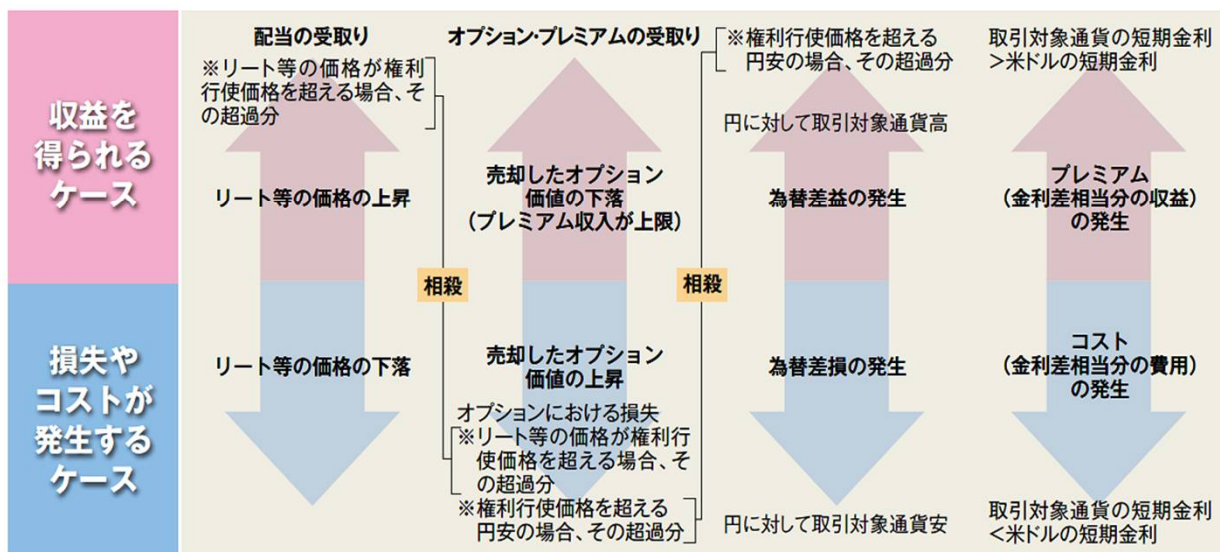 収益を
得られる
ケース
配当の受取り
※リート等の価格が権利
行使価格を超える場合、そ
の超過分
リート等の価格の上昇
オプション・プレミアムの受取り
売却したオプション
価値の下落
（プレミアム収入が上限）
※権利行使価格を超える
円安の場合、その超過分
円に対して取引対象通貨高
為替差益の発生
取引対象通貨の短期金利
＞米ドルの短期金利
プレミアム
（金利差相当分の収益）
の発生
相殺
相殺
損失や
コストが
発生する
ケース
リート等の価格の下落
売却したオプション
価値の上昇
オプションにおける損失
※リート等の価格が権利行
使価格を超える場合、そ
の超過分
※権利行使価格を超える
円安の場合、その超過分
為替差損の発生
円に対して取引対象通貨安
コスト
（金利差相当分の費用）
の発生
取引対象通貨の短期金利
＜米ドルの短期金利